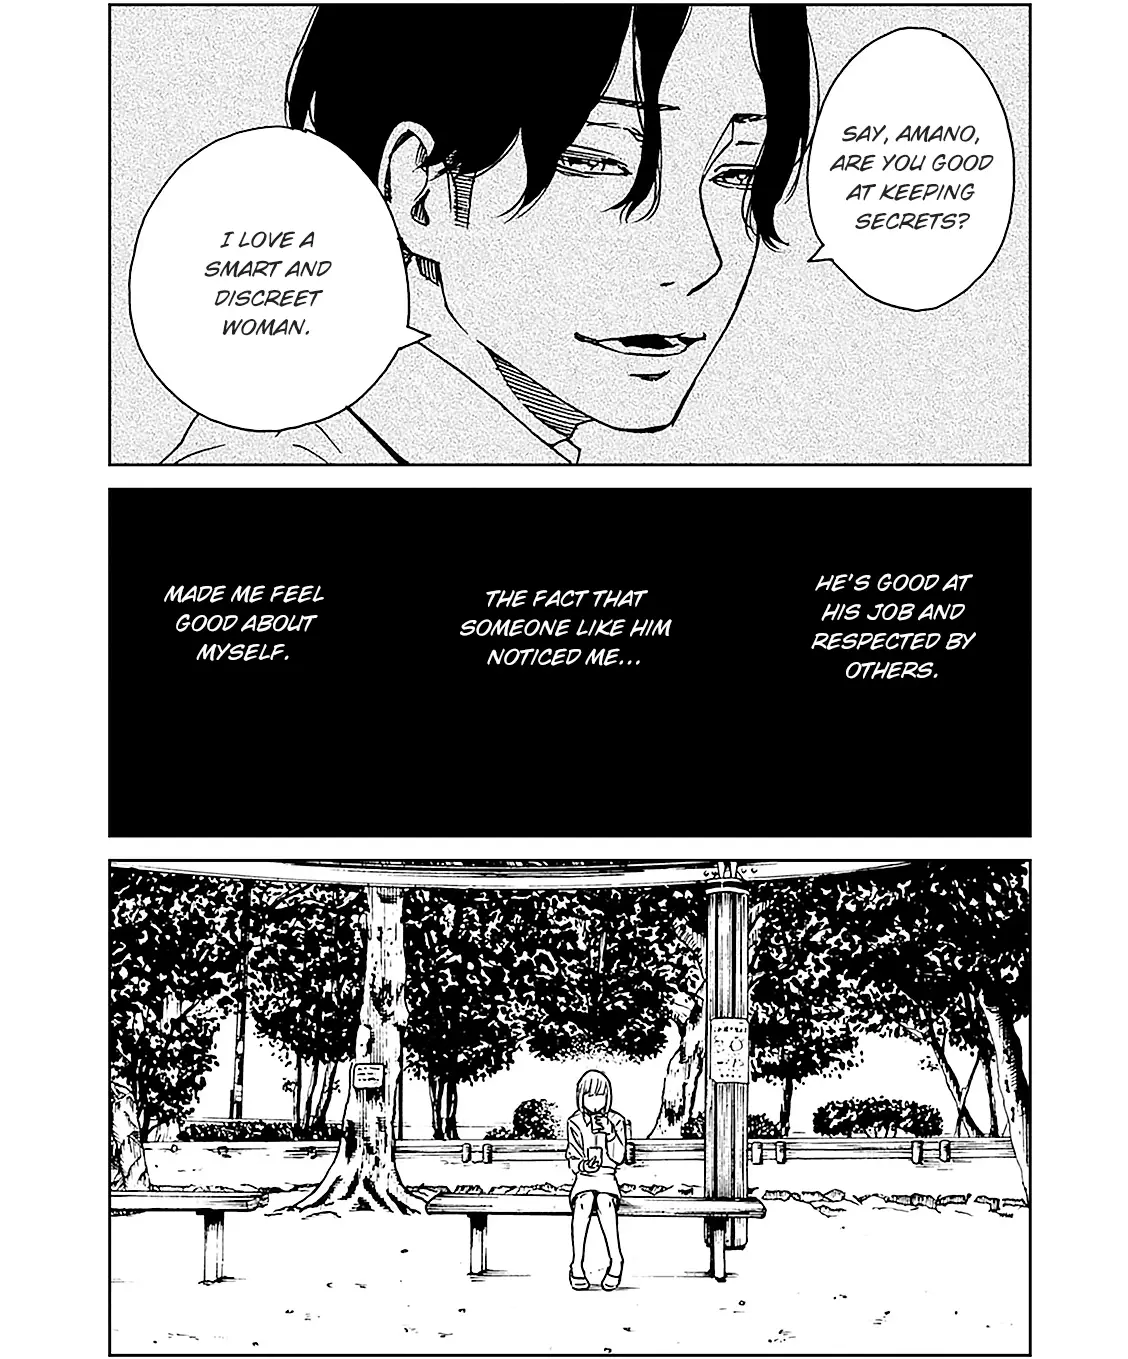 SAY, AMANO,
ARE YOU GOOD
AT KEEPING
SECRETS?
I LOVE A
SMART AND
DISCREET
WOMAN.
HE'S GOOD AT
HIS JOB AND
RESPECTED BY
OTHERS.
THE FACT THAT
SOMEONE LIKE HIM
NOTICED ME...
MADE ME FEEL
GOOD ABOUT
MYSELF.